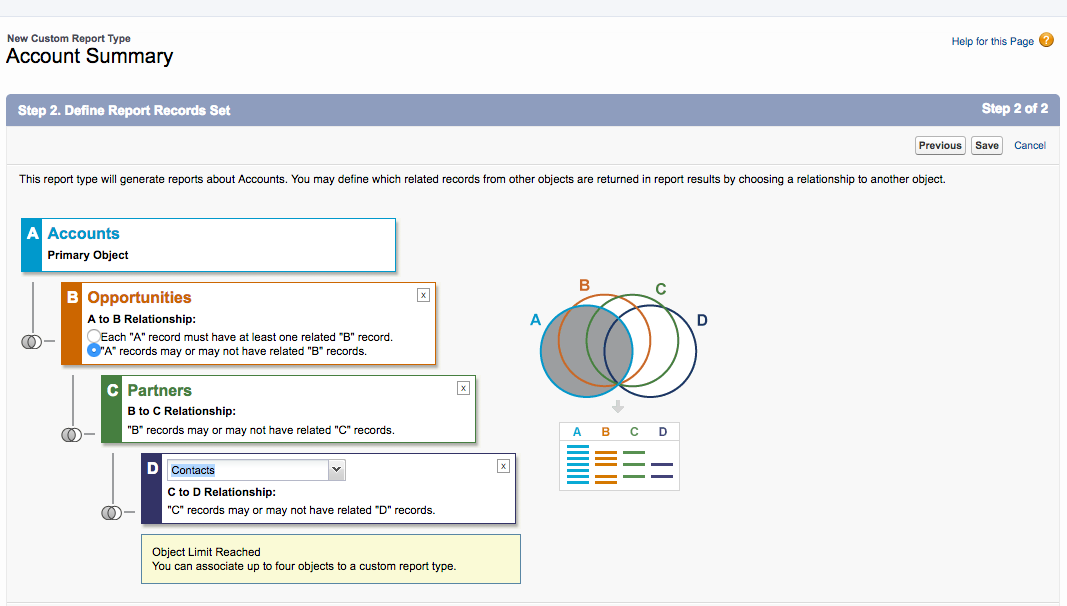 New Custom Report Type
Account Summary
Help for this Page ?
Step 2. Define Report Records Set
Step 2 of 2
Previous Save Cancel
This report type will generate reports about Accounts. You may define which related records from other objects are returned in report results by choosing a relationship to another object.
A Accounts
Primary Object
B Opportunities x
A to B Relationship:
Each "A" record must have at least one related "B" record.
"A" records may or may not have related "B" records.
C Partners x
B to C Relationship:
"B" records may or may not have related "C" records.
D Contacts x
C to D Relationship:
"C" records may or may not have related "D" records.
Object Limit Reached
You can associate up to four objects to a custom report type.
B
C
A
D
A B C D